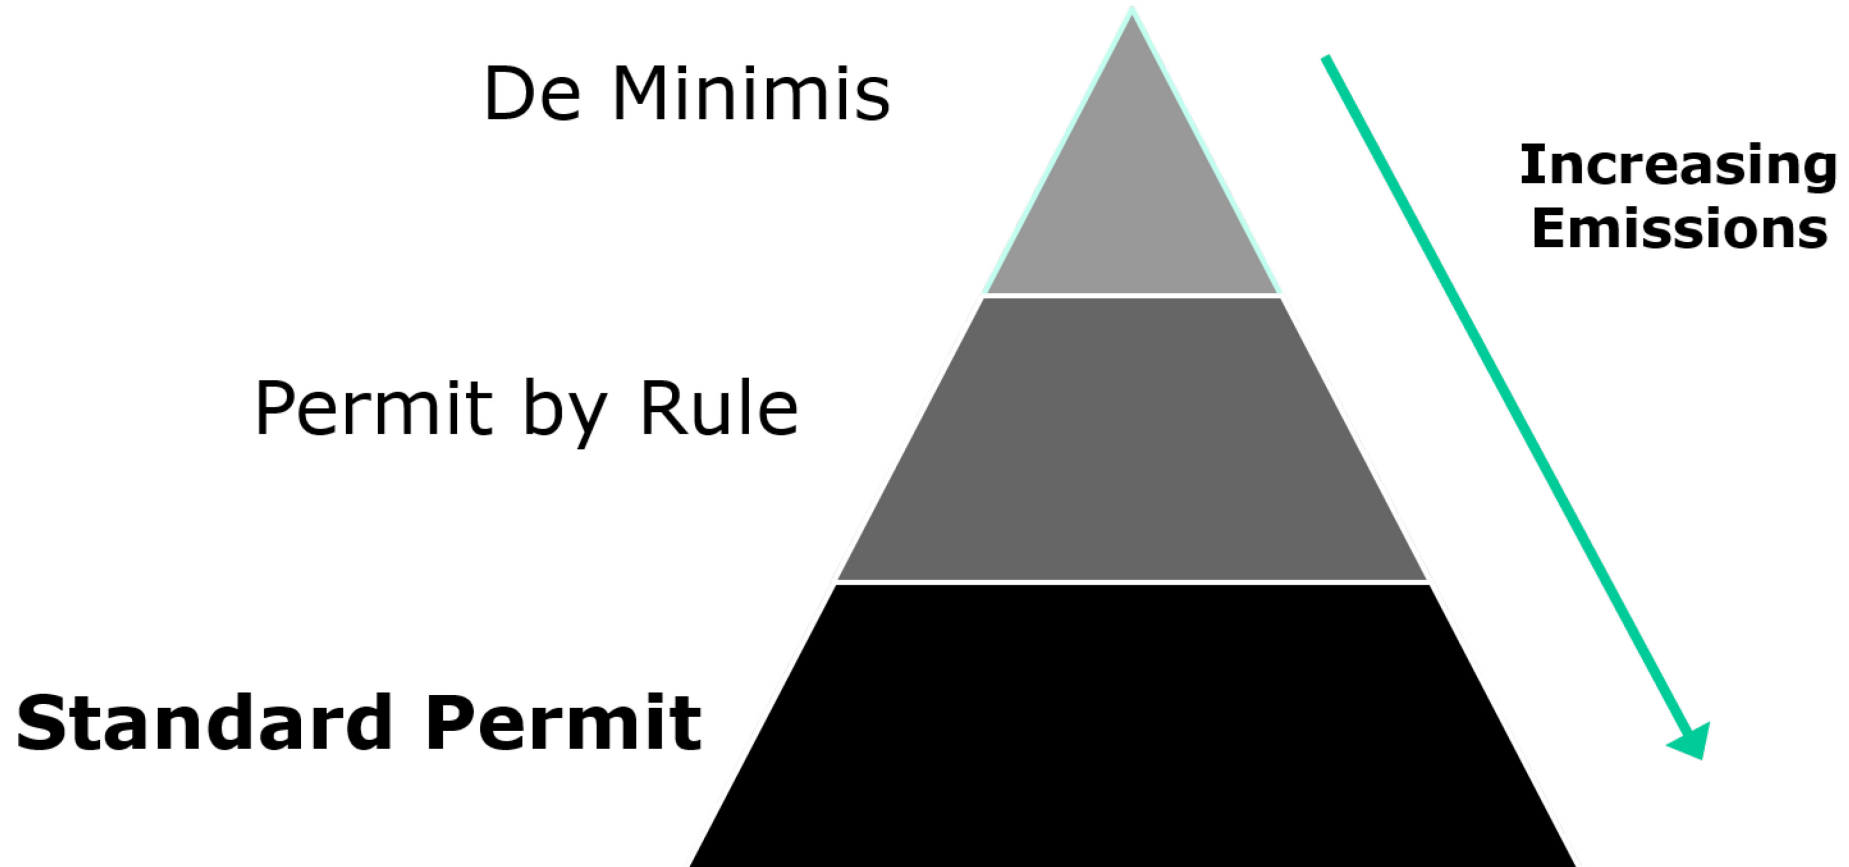 De Minimis
Increasing
Emissions
Permit by Rule
Standard Permit